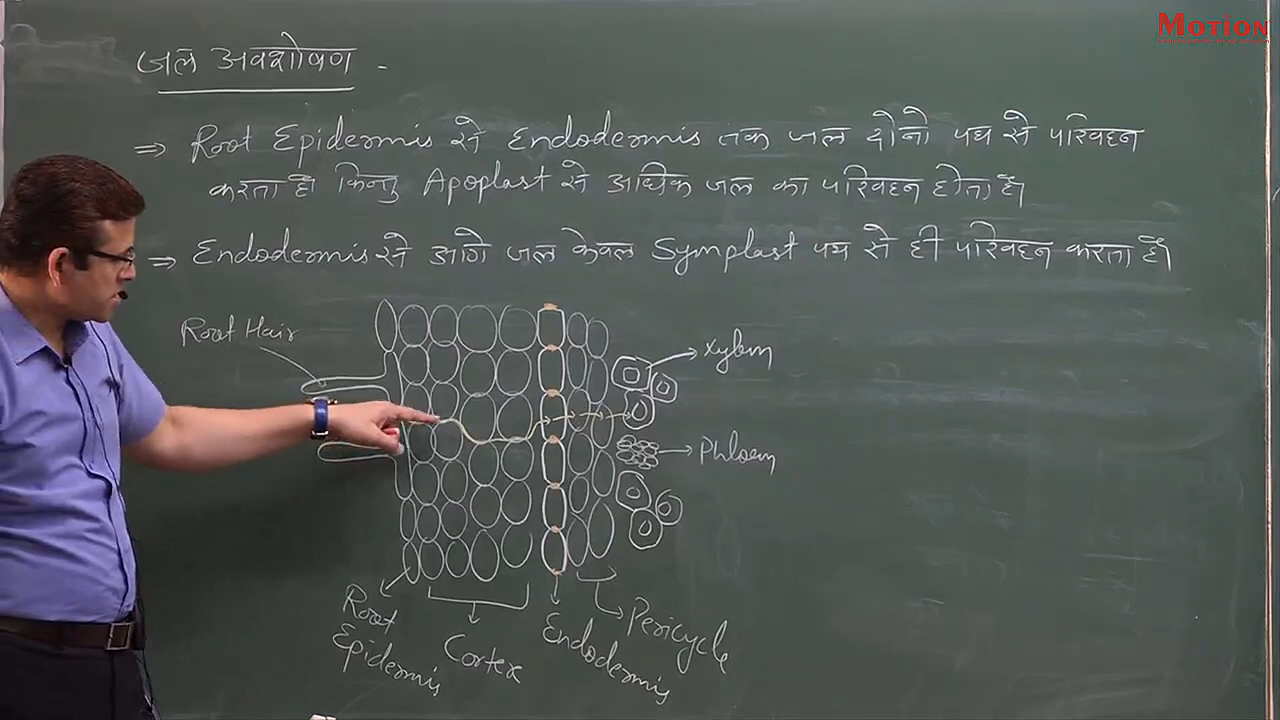 MOTION
जल अवशोषण -
⇒ Root Epidermis से Endodermis तक जल दोनो पथ से परिवहन
करता है। किन्तु Apoplast से अधिक जल का परिवहन होता है।
⇒ Endodermis से आगे जल केवल Symplast पथ से ही परिवहन करता है।
Root Hair
Xylem
Phloem
Root
Epidermis
Cortex
Endodermis
Pericycle